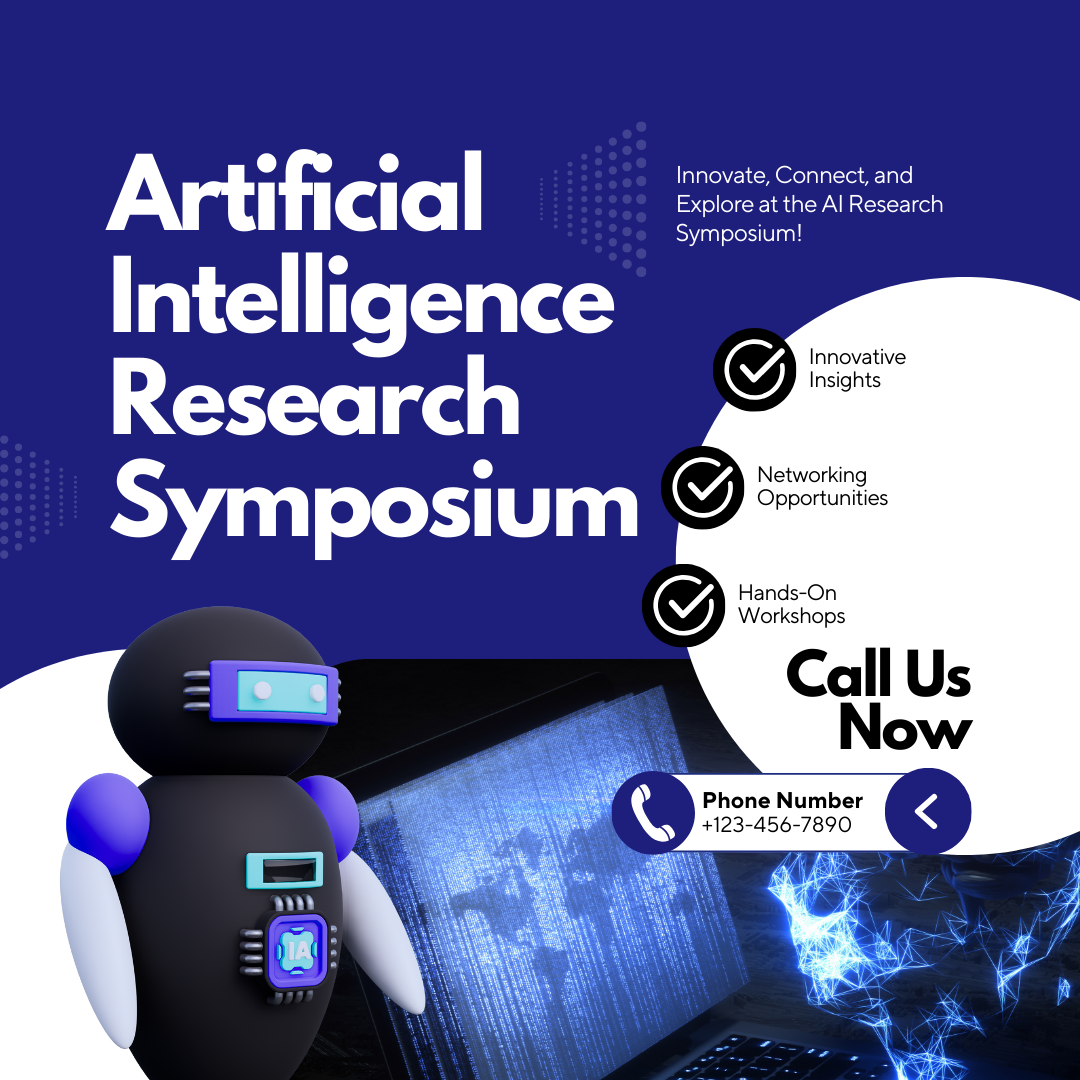 Artificial
Intelligence
Research
Symposium
Innovate, Connect, and
Explore at the AI Research
Symposium!
Innovative
Insights
Networking
Opportunities
Hands-On
Workshops
Call Us
Now
Phone Number
+123-456-7890
IA